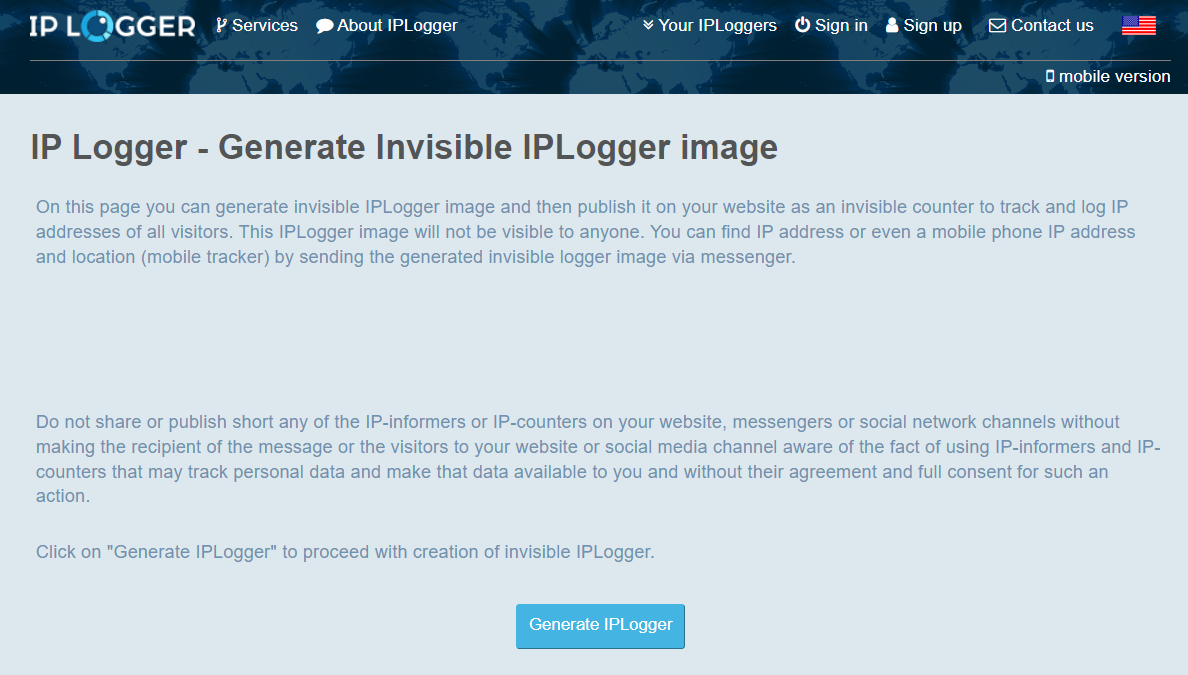 IP LOGGER Services About IPLogger Your IPLoggers Sign in Sign up Contact us
mobile version
IP Logger - Generate Invisible IPLogger image
On this page you can generate invisible IPLogger image and then publish it on your website as an invisible counter to track and log IP
addresses of all visitors. This IPLogger image will not be visible to anyone. You can find IP address or even a mobile phone IP address
and location (mobile tracker) by sending the generated invisible logger image via messenger.
Do not share or publish short any of the IP-informers or IP-counters on your website, messengers or social network channels without
making the recipient of the message or the visitors to your website or social media channel aware of the fact of using IP-informers and IP-
counters that may track personal data and make that data available to you and without their agreement and full consent for such an
action.
Click on "Generate IPLogger" to proceed with creation of invisible IPLogger.
Generate IPLogger